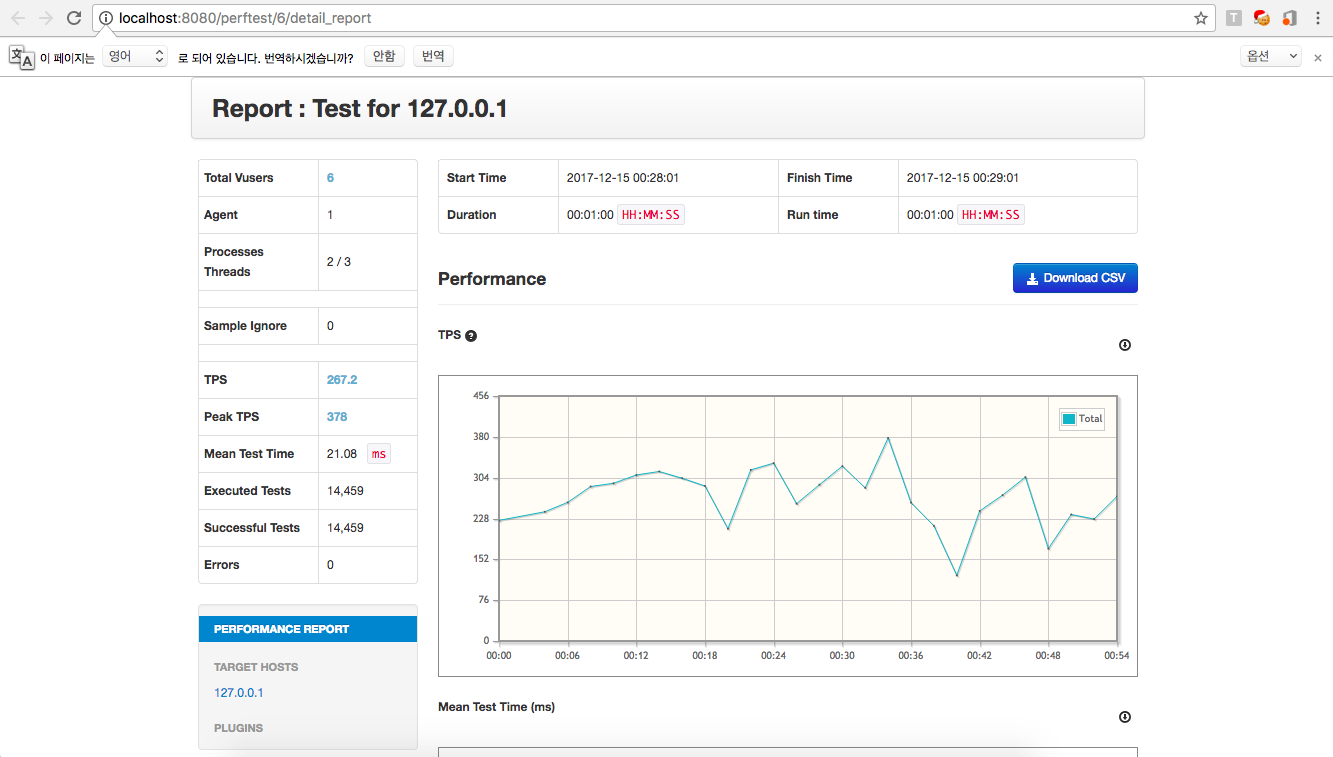 localhost:8080/perftest/6/detail_report
이 페이지는 영어 로 되어 있습니다. 번역하시겠습니까? 안함 번역 옵션
Report : Test for 127.0.0.1
Total Vusers 6
Agent 1
Processes
Threads
2 / 3
Sample Ignore 0
TPS 267.2
Peak TPS 378
Mean Test Time 21.08 ms
Executed Tests 14,459
Successful Tests 14,459
Errors 0
PERFORMANCE REPORT
TARGET HOSTS
127.0.0.1
PLUGINS
Start Time 2017-12-15 00:28:01 Finish Time 2017-12-15 00:29:01
Duration 00:01:00 HH:MM:SS Run time 00:01:00 HH:MM:SS
Performance
Download CSV
TPS
456
380
304
228
152
76
0
Total
00:00 00:06 00:12 00:18 00:24 00:30 00:36 00:42 00:48 00:54
Mean Test Time (ms)